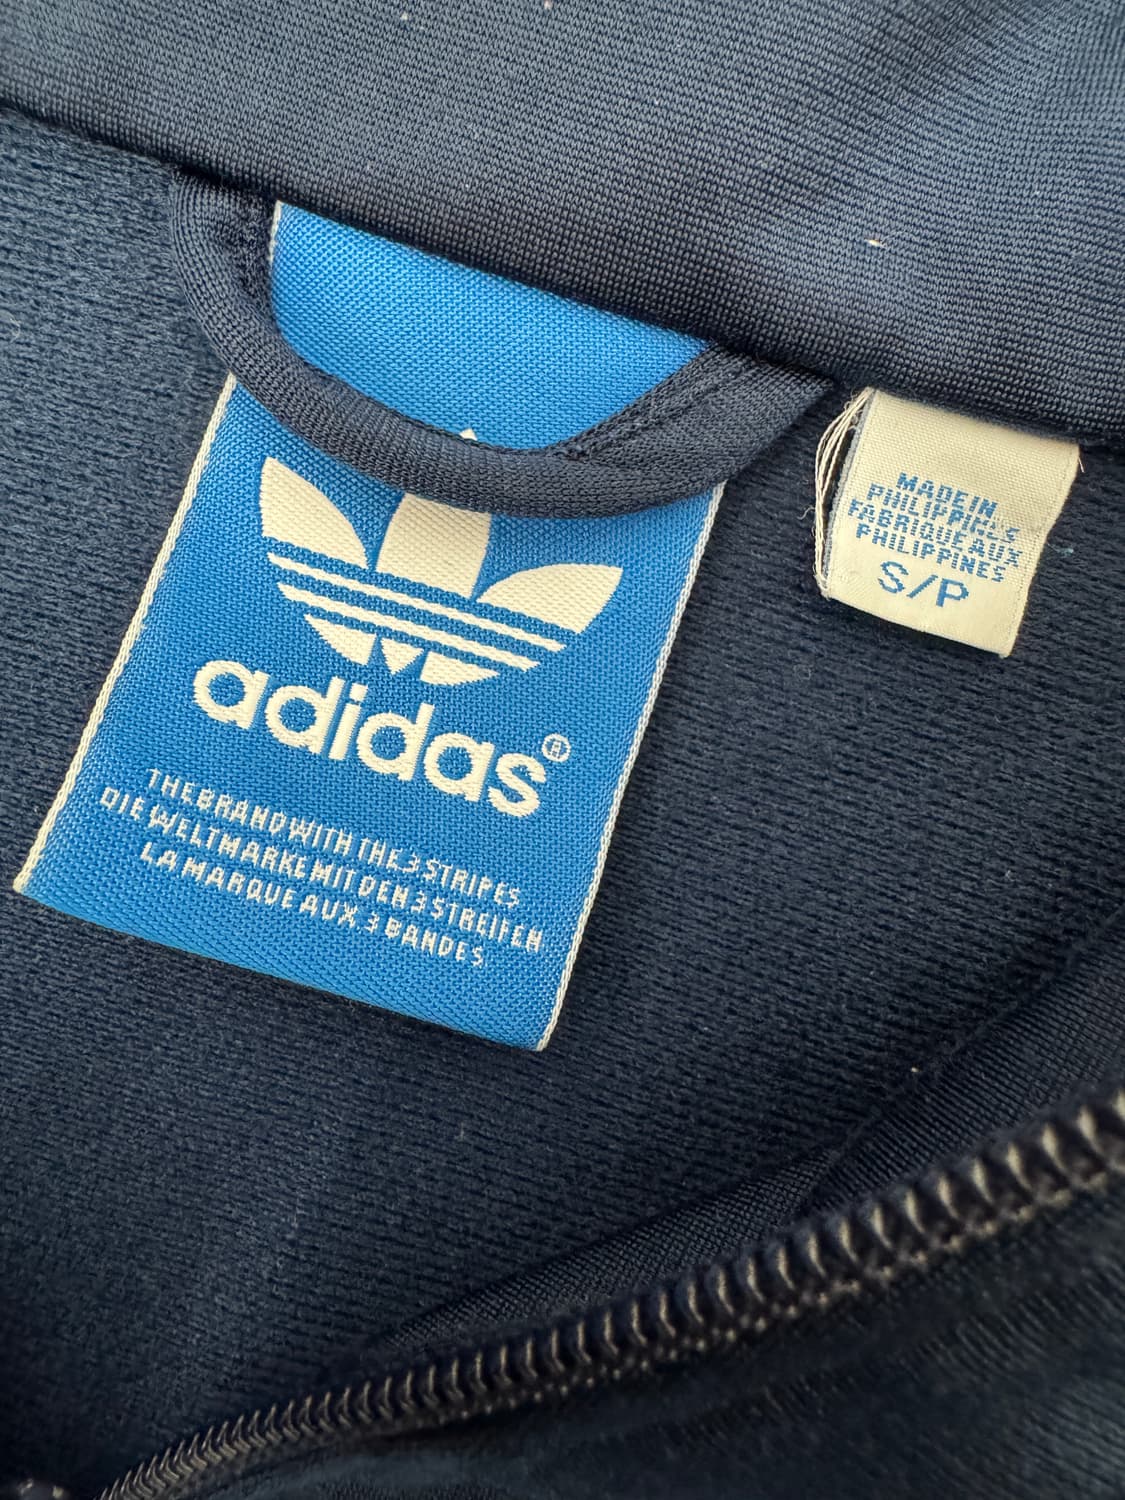 adidas®
THE BRAND WITH THE 3 STRIPES
DIE WELTMARKE MIT DEN 3 STREIFEN
LA MARQUE AUX 3 BANDES
MADE IN
PHILIPPINES
FABRIQUE AUX
PHILIPPINES
S/P